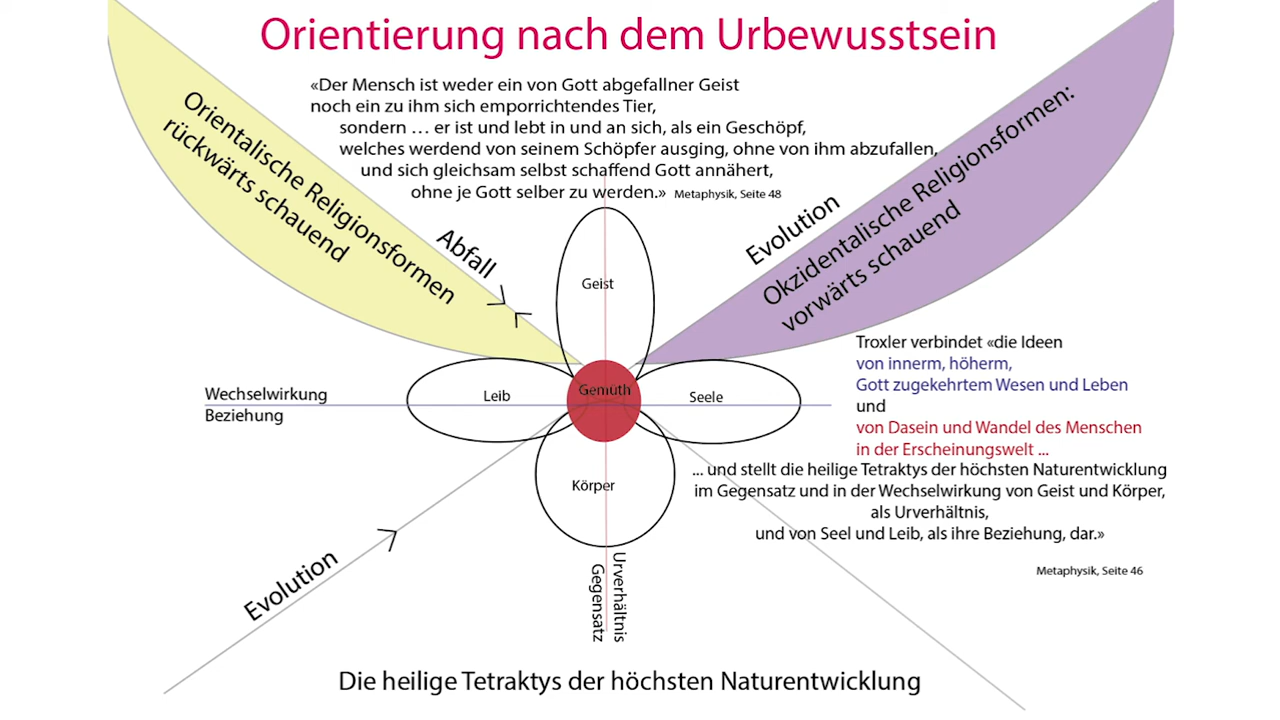 Orientierung nach dem Urbewusstsein
«Der Mensch ist weder ein von Gott abgefallner Geist
noch ein zu ihm sich emporrichtendes Tier,
sondern … er ist und lebt in und an sich, als ein Geschöpf,
welches werdend von seinem Schöpfer ausging, ohne von ihm abzufallen,
und sich gleichsam selbst schaffend Gott annähert,
ohne je Gott selber zu werden.» Metaphysik, Seite 48
Orientalische Religionsformen
rückwärts schauend
Abfall
Evolution
Okzidentalische Religionsformen:
vorwärts schauend
Geist
Gemüth
Leib
Seele
Körper
Wechselwirkung
Beziehung
Troxler verbindet «die Ideen
von innerm, höherm,
Gott zugekehrtem Wesen und Leben
und
von Dasein und Wandel des Menschen
in der Erscheinungswelt ...
... und stellt die heilige Tetraktys der höchsten Naturentwicklung
im Gegensatz und in der Wechselwirkung von Geist und Körper,
als Urverhältnis,
und von Seel und Leib, als ihre Beziehung, dar.»
Metaphysik, Seite 46
Evolution
Urverhältnis
Gegensatz
Die heilige Tetraktys der höchsten Naturentwicklung